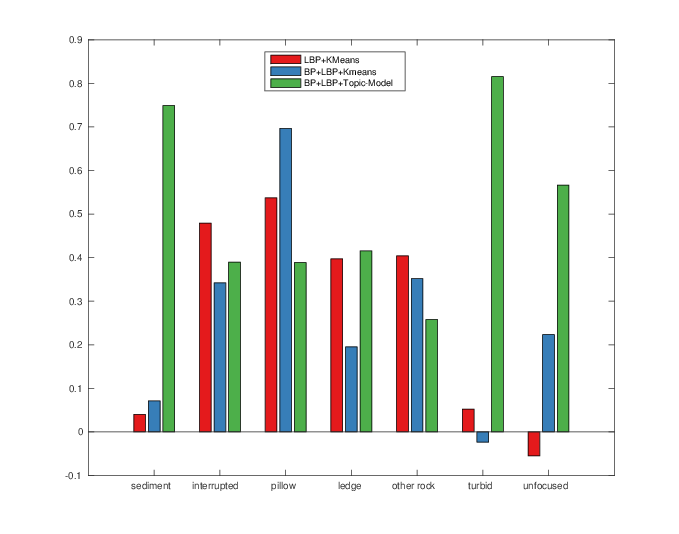 0.9
LBP+KMeans
BP+LBP+Kmeans
BP+LBP+Topic-Model
0.8
0.7
0.6
0.5
0.4
0.3
0.2
0.1
0
-0.1
sediment interrupted pillow ledge other rock turbid unfocused